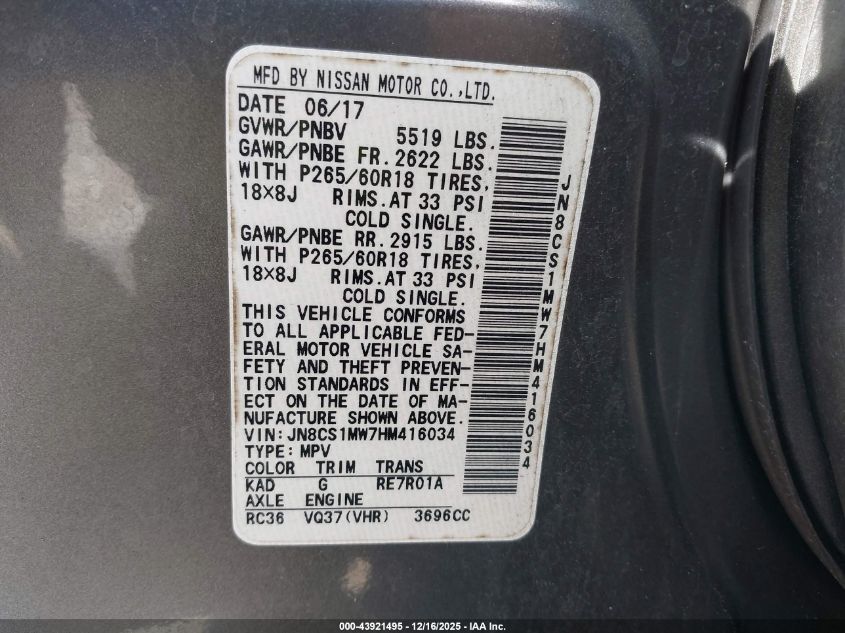 MFD BY NISSAN MOTOR CO.,LTD.
DATE 06/17
GVWR/PNBV 5519 LBS.
GAWR/PNBE FR. 2622 LBS.
WITH P265/60R18 TIRES,
18×8J RIMS. AT 33 PSI
COLD SINGLE.
GAWR/PNBE RR. 2915 LBS.
WITH P265/60R18 TIRES,
18×8J RIMS. AT 33 PSI
COLD SINGLE.
THIS VEHICLE CONFORMS
TO ALL APPLICABLE FED-
ERAL MOTOR VEHICLE SA-
FETY AND THEFT PREVEN-
TION STANDARDS IN EFF-
ECT ON THE DATE OF MA-
NUFACTURE SHOWN ABOVE.
VIN: JN8CS1MW7HM416034
TYPE: MPV
COLOR TRIM TRANS
KAD G RE7R01A
AXLE ENGINE
RC36 VQ37(VHR) 3696CC
JN8CS1MW7HM416034
000-43921495 - 12/16/2025 - IAA Inc.